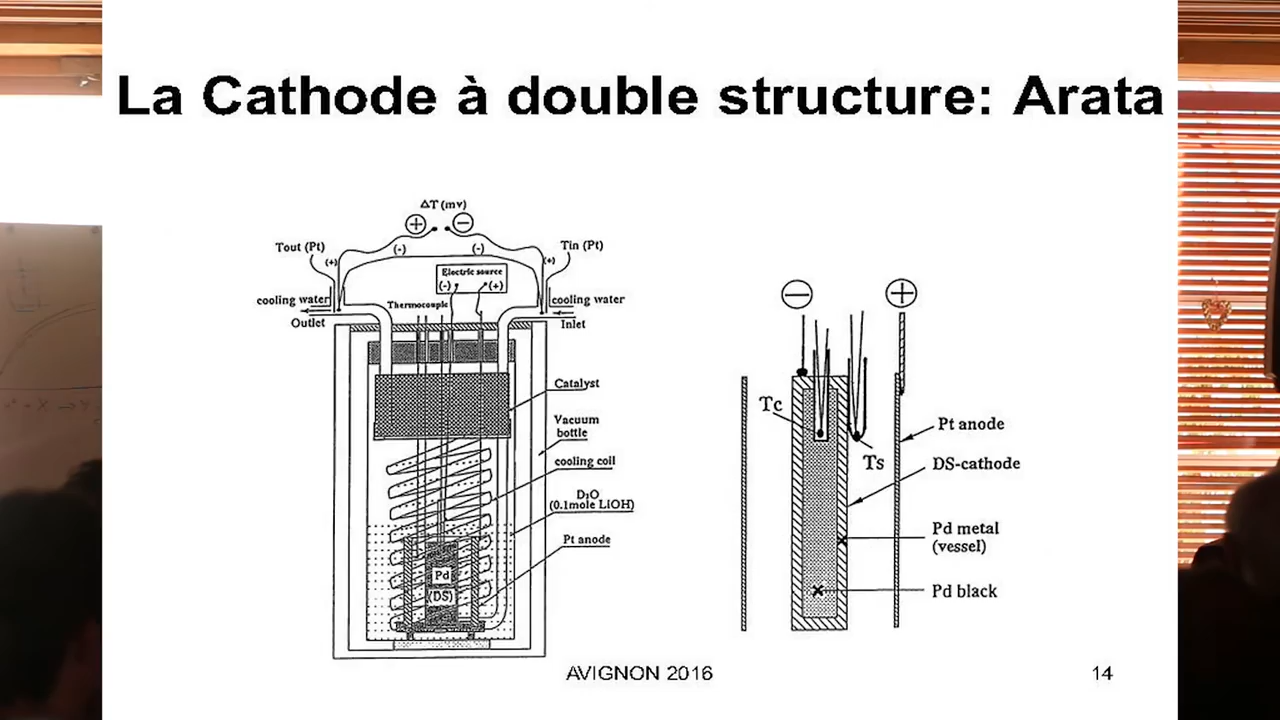 La Cathode à double structure: Arata
ΔT (mv)
+ −
Tout (Pt)
Tin (Pt)
(+)
(-)
(-)
(+)
Electric source
(-) (+)
cooling water
cooling water
Thermocouple
Outlet
Inlet
Catalyst
Vacuum
bottle
cooling coil
D₂O
(0.1mole LiOH)
Pt anode
Pd
(DS)
− +
Tc
Ts
Pt anode
DS-cathode
Pd metal
(vessel)
Pd black
AVIGNON 2016
14